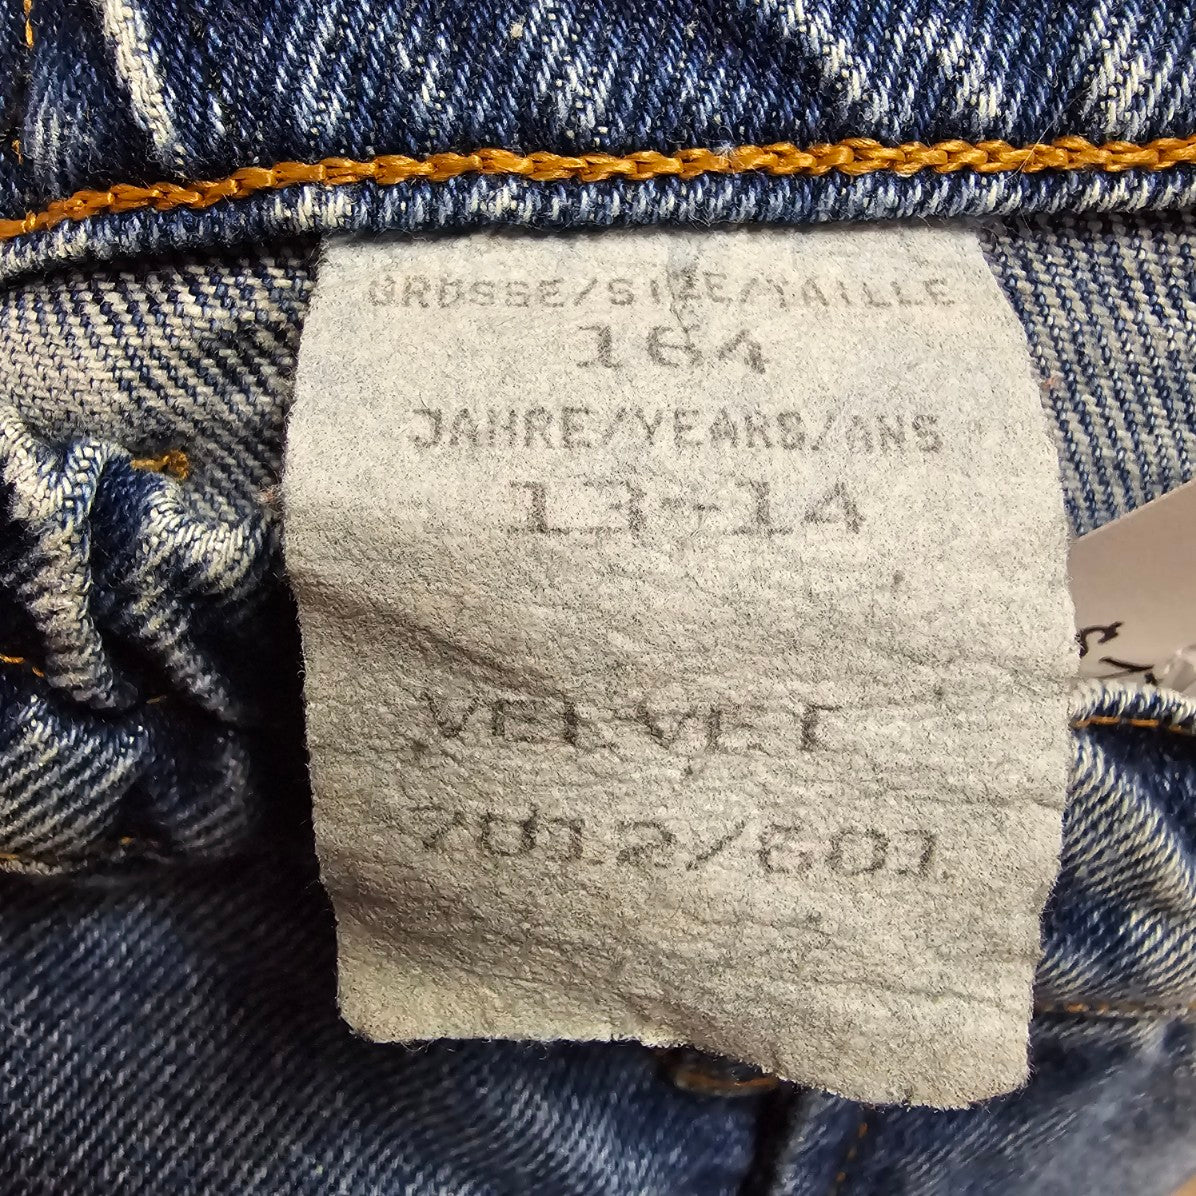 GRÖSSE/SIZE/TAILLE
164
JAHRE/YEARS/ANS
13-14
VELVET
7012/601